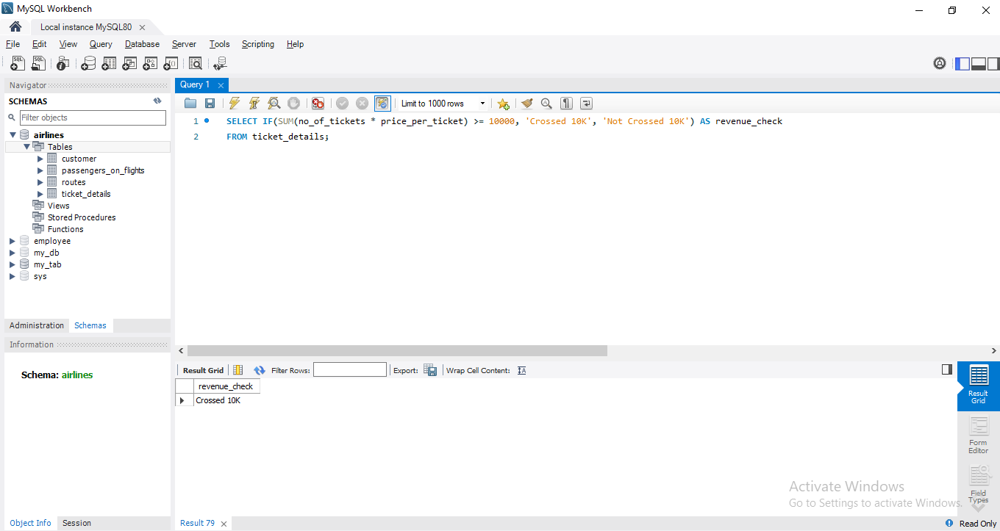 MySQL Workbench
Local instance MySQL80
File Edit View Query Database Server Tools Scripting Help
Navigator
SCHEMAS
Filter objects
airlines
Tables
customer
passengers_on_flights
routes
ticket_details
Views
Stored Procedures
Functions
employee
my_db
my_tab
sys
Administration Schemas
Information
Schema: airlines
Object Info Session
Query 1
Limit to 1000 rows
1 SELECT IF(SUM(no_of_tickets * price_per_ticket) >= 10000, 'Crossed 10K', 'Not Crossed 10K') AS revenue_check
2 FROM ticket_details;
Result Grid Filter Rows: Export: Wrap Cell Content:
revenue_check
Crossed 10K
Result
Grid
Form
Editor
Field
Types
Activate Windows
Go to Settings to activate Windows.
Result 79
Read Only